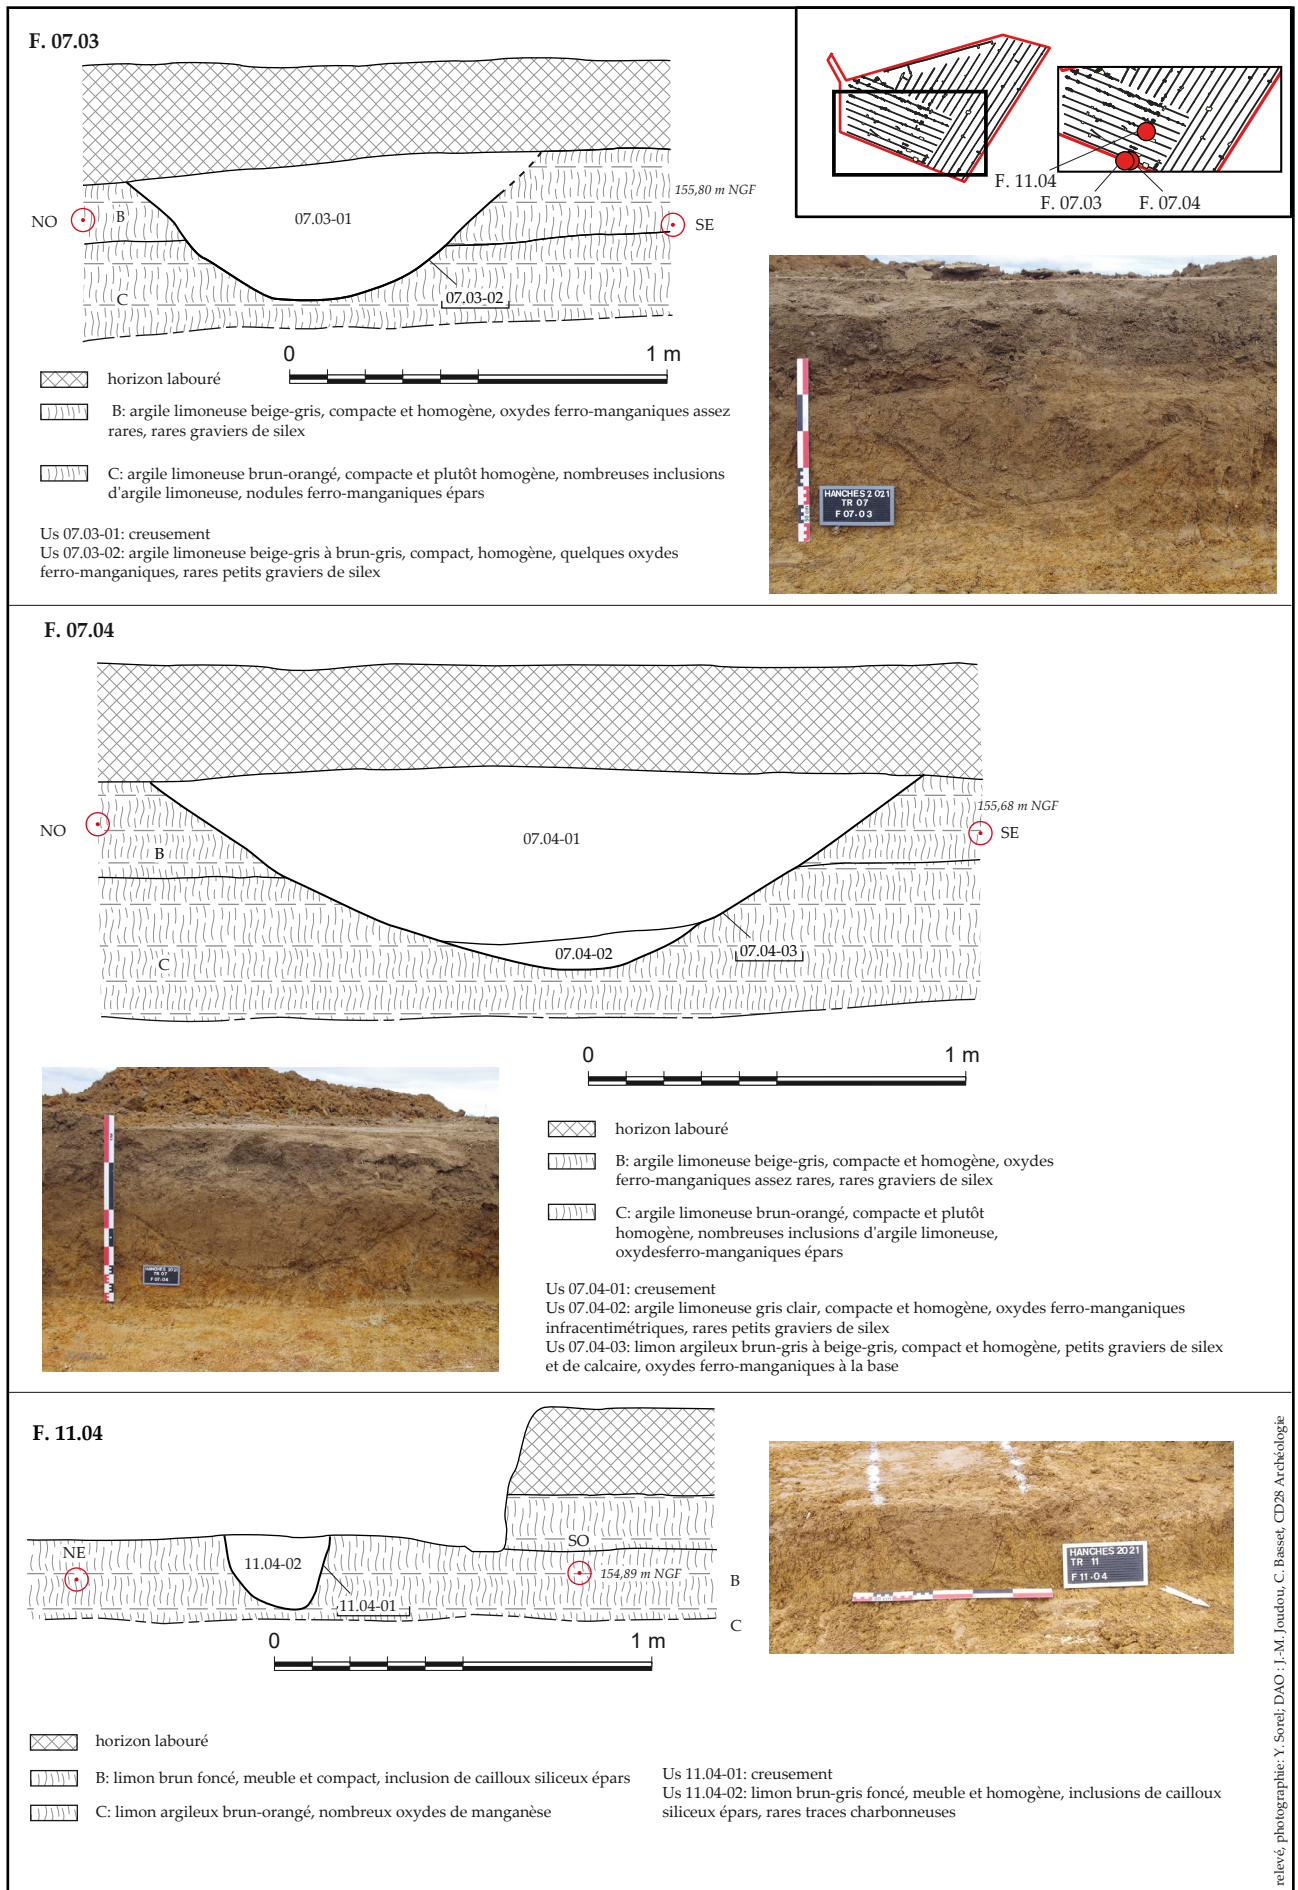 F. 07.03
F. 11.04
F. 07.03
F. 07.04
155,80 m NGF
NO
B
07.03-01
SE
C
07.03-02
0
1 m
horizon labouré
B: argile limoneuse beige-gris, compacte et homogène, oxydes ferro-manganiques assez
rares, rares graviers de silex
C: argile limoneuse brun-orangé, compacte et plutôt homogène, nombreuses inclusions
d'argile limoneuse, nodules ferro-manganiques épars
Us 07.03-01: creusement
Us 07.03-02: argile limoneuse beige-gris à brun-gris, compact, homogène, quelques oxydes
ferro-manganiques, rares petits graviers de silex
HANCHES 2021
TR 07
F 07-03
F. 07.04
155,68 m NGF
NO
07.04-01
SE
B
07.04-02
07.04-03
C
0
1 m
HANCHES 2021
TR 07
F 07-04
horizon labouré
B: argile limoneuse beige-gris, compacte et homogène, oxydes
ferro-manganiques assez rares, rares graviers de silex
C: argile limoneuse brun-orangé, compacte et plutôt
homogène, nombreuses inclusions d'argile limoneuse,
oxydesferro-manganiques épars
Us 07.04-01: creusement
Us 07.04-02: argile limoneuse gris clair, compacte et homogène, oxydes ferro-manganiques
infracentimétriques, rares petits graviers de silex
Us 07.04-03: limon argileux brun-gris à beige-gris, compact et homogène, petits graviers de silex
et de calcaire, oxydes ferro-manganiques à la base
F. 11.04
NE
11.04-02
SO
154,89 m NGF
11.04-01
B
C
0
1 m
HANCHES 2021
TR 11
F 11-04
horizon labouré
B: limon brun foncé, meuble et compact, inclusion de cailloux siliceux épars
C: limon argileux brun-orangé, nombreux oxydes de manganèse
Us 11.04-01: creusement
Us 11.04-02: limon brun-gris foncé, meuble et homogène, inclusions de cailloux
siliceux épars, rares traces charbonneuses
relevé, photographie: Y. Sorel; DAO : J.-M. Joudou, C. Basset, CD28 Archéologie